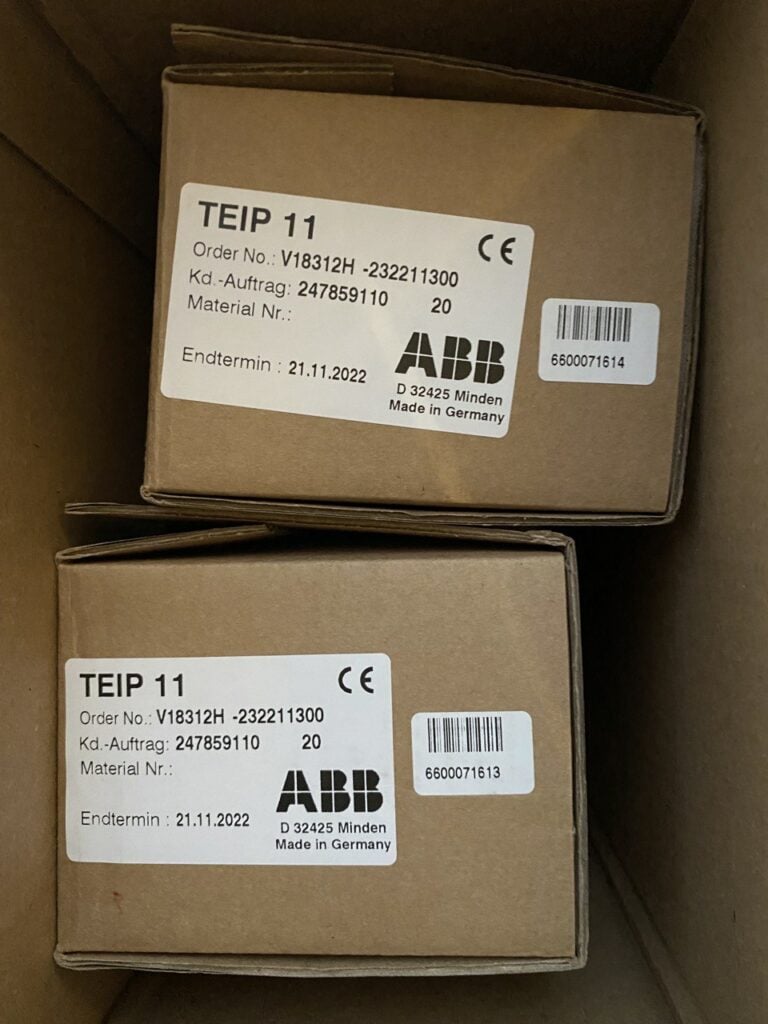 TEIP 11
CE
Order No.: V18312H -232211300
Kd.-Auftrag: 247859110 20
Material Nr.:
Endtermin : 21.11.2022
ABB
D 32425 Minden
Made in Germany
6600071614
TEIP 11
CE
Order No.: V18312H -232211300
Kd.-Auftrag: 247859110 20
Material Nr.:
Endtermin : 21.11.2022
ABB
D 32425 Minden
Made in Germany
6600071613